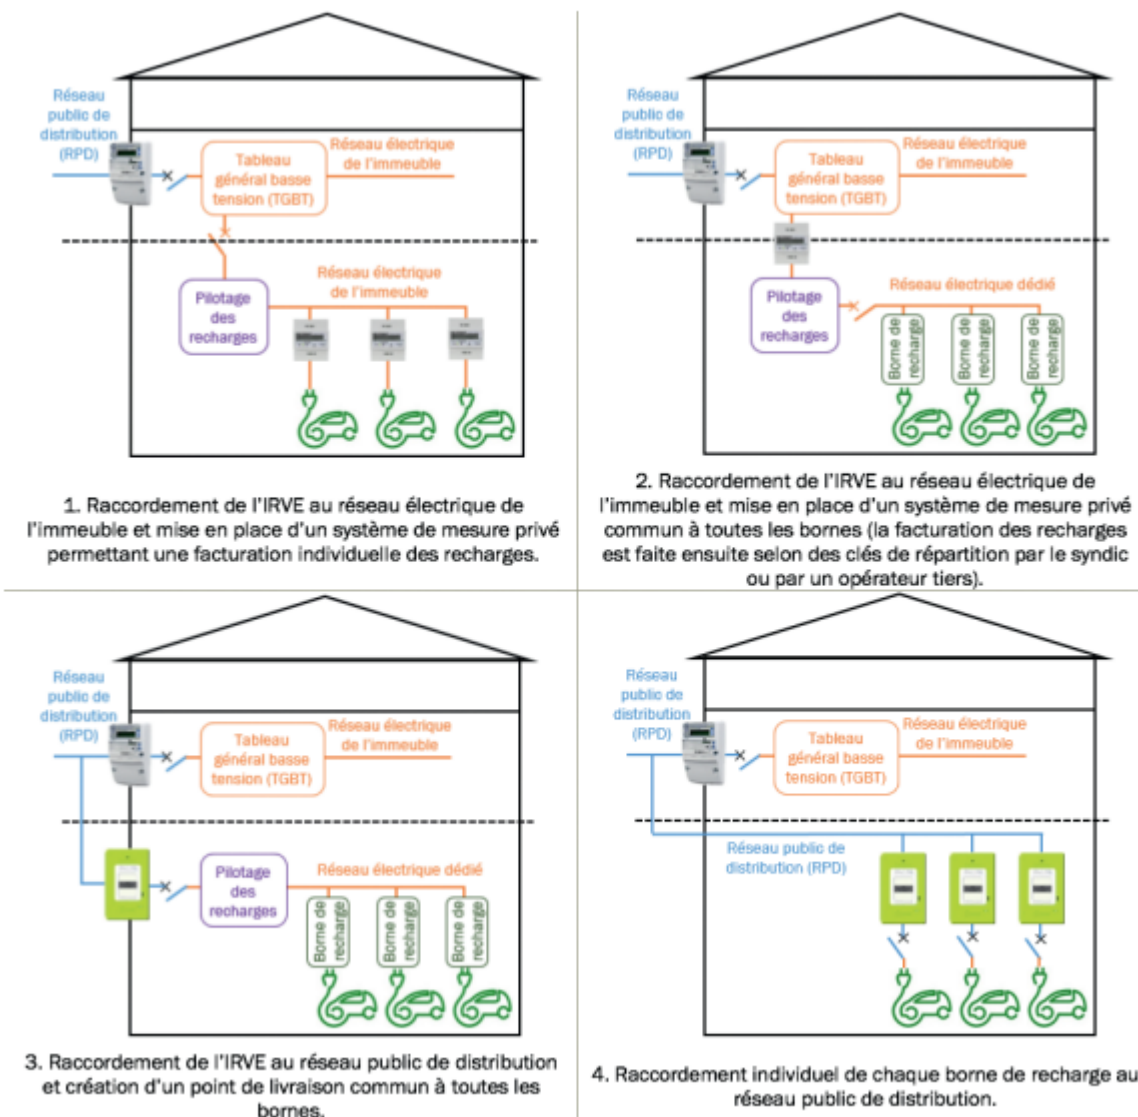 Réseau
public de
distribution
(RPD)
Tableau
général basse
tension (TGBT)
Réseau électrique
de l'immeuble
Pilotage
des
recharges
Réseau électrique
de l'immeuble
1. Raccordement de l'IRVE au réseau électrique de
l'immeuble et mise en place d'un système de mesure privé
permettant une facturation individuelle des recharges.
Réseau
public de
distribution
(RPD)
Tableau
général basse
tension (TGBT)
Réseau électrique
de l'immeuble
Pilotage
des
recharges
Réseau électrique dédié
Borne de
recharge
Borne de
recharge
Borne de
recharge
2. Raccordement de l'IRVE au réseau électrique de
l'immeuble et mise en place d'un système de mesure privé
commun à toutes les bornes (la facturation des recharges
est faite ensuite selon des clés de répartition par le syndic
ou par un opérateur tiers).
Réseau
public de
distribution
(RPD)
Tableau
général basse
tension (TGBT)
Réseau électrique
de l'immeuble
Pilotage
des
recharges
Réseau électrique dédié
Borne de
recharge
Borne de
recharge
Borne de
recharge
3. Raccordement de l'IRVE au réseau public de distribution
et création d'un point de livraison commun à toutes les
bornes.
Réseau
public de
distribution
(RPD)
Tableau
général basse
tension (TGBT)
Réseau électrique
de l'immeuble
Réseau public de
distribution (RPD)
4. Raccordement individuel de chaque borne de recharge au
réseau public de distribution.